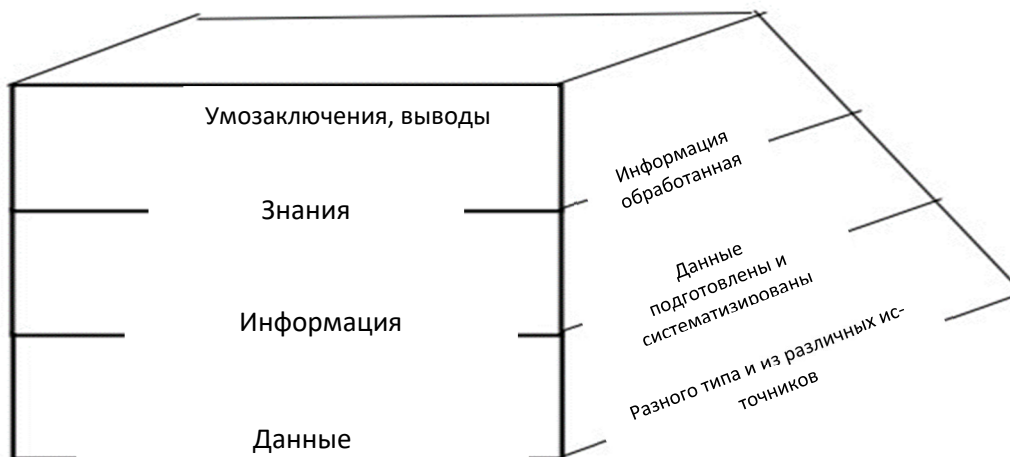 Умозаключения, выводы
Знания
Информация
Данные
Информация
обработанная
Данные
подготовлены и
систематизированы
Разного типа и из различных ис-
точников